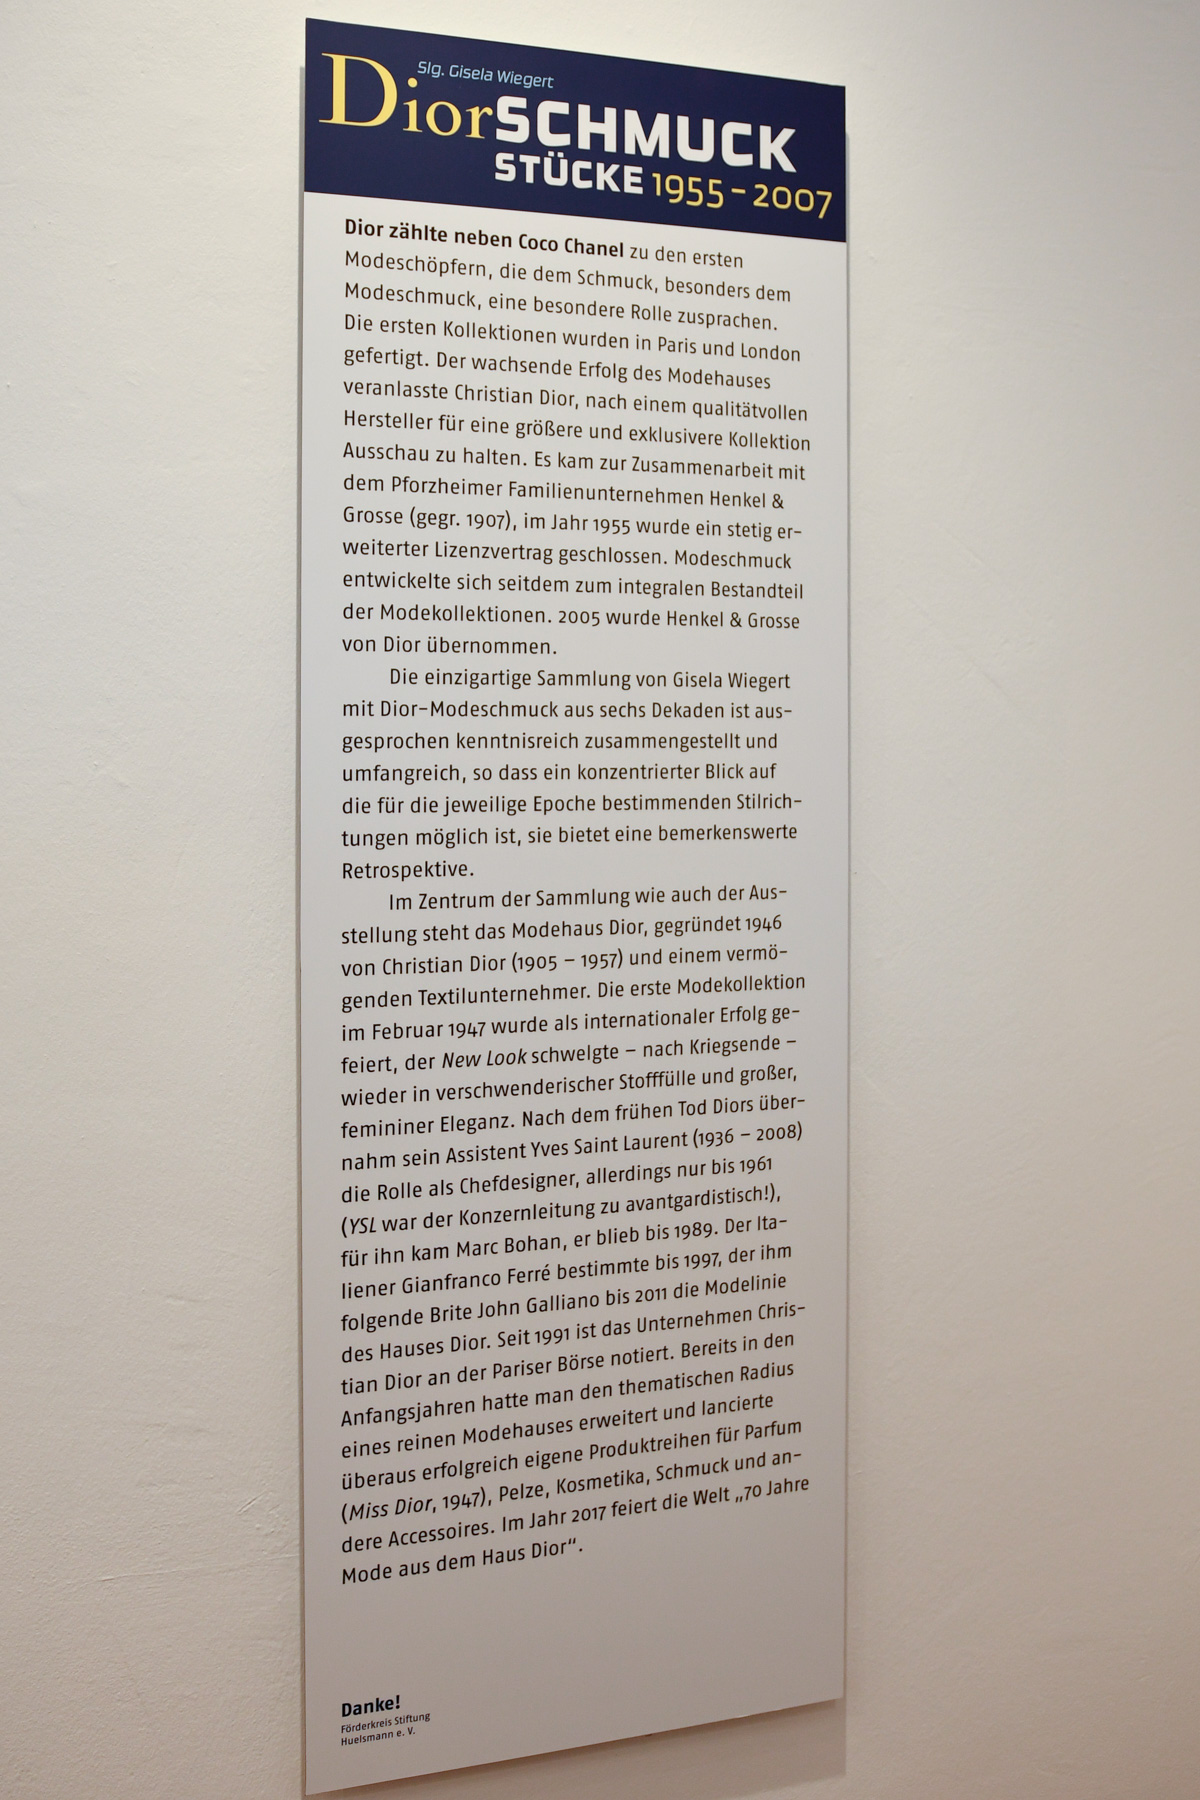 Slg. Gisela Wiegert
DiorSCHMUCK
STÜCKE 1955 – 2007
Dior zählte neben Coco Chanel zu den ersten
Modeschöpfern, die dem Schmuck, besonders dem
Modeschmuck, eine besondere Rolle zusprachen.
Die ersten Kollektionen wurden in Paris und London
gefertigt. Der wachsende Erfolg des Modehauses
veranlasste Christian Dior, nach einem qualitätvollen
Hersteller für eine größere und exklusivere Kollektion
Ausschau zu halten. Es kam zur Zusammenarbeit mit
dem Pforzheimer Familienunternehmen Henkel &
Grosse (gegr. 1907), im Jahr 1955 wurde ein stetig er-
weiterter Lizenzvertrag geschlossen. Modeschmuck
entwickelte sich seitdem zum integralen Bestandteil
der Modekollektionen. 2005 wurde Henkel & Grosse
von Dior übernommen.
Die einzigartige Sammlung von Gisela Wiegert
mit Dior-Modeschmuck aus sechs Dekaden ist aus-
gesprochen kenntnisreich zusammengestellt und
umfangreich, so dass ein konzentrierter Blick auf
die für die jeweilige Epoche bestimmenden Stilrich-
tungen möglich ist, sie bietet eine bemerkenswerte
Retrospektive.
Im Zentrum der Sammlung wie auch der Aus-
stellung steht das Modehaus Dior, gegründet 1946
von Christian Dior (1905 – 1957) und einem vermö-
genden Textilunternehmer. Die erste Modekollektion
im Februar 1947 wurde als internationaler Erfolg ge-
feiert, der New Look schwelgte – nach Kriegsende –
wieder in verschwenderischer Stofffülle und großer,
femininer Eleganz. Nach dem frühen Tod Diors über-
nahm sein Assistent Yves Saint Laurent (1936 – 2008)
die Rolle als Chefdesigner, allerdings nur bis 1961
(YSL war der Konzernleitung zu avantgardistisch!),
für ihn kam Marc Bohan, er blieb bis 1989. Der Ita-
liener Gianfranco Ferré bestimmte bis 1997, der ihm
folgende Brite John Galliano bis 2011 die Modelinie
des Hauses Dior. Seit 1991 ist das Unternehmen Chris-
tian Dior an der Pariser Börse notiert. Bereits in den
Anfangsjahren hatte man den thematischen Radius
eines reinen Modehauses erweitert und lancierte
überaus erfolgreich eigene Produktreihen für Parfum
(Miss Dior, 1947), Pelze, Kosmetika, Schmuck und an-
dere Accessoires. Im Jahr 2017 feiert die Welt „70 Jahre
Mode aus dem Haus Dior“.
Danke!
Förderkreis Stiftung
Huelsmann e. V.